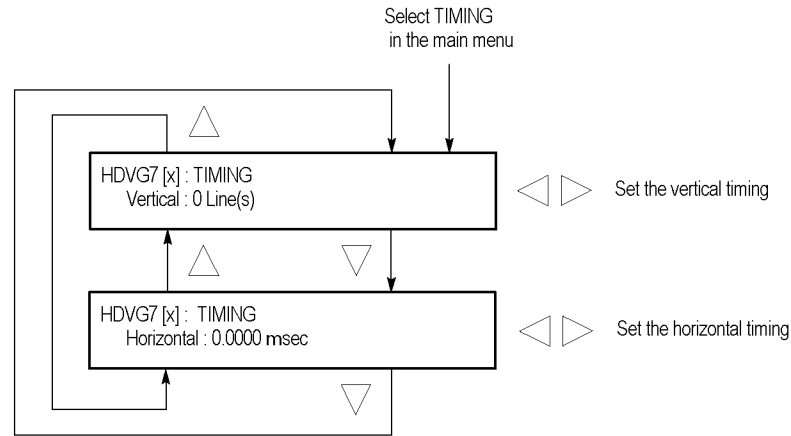 Select TIMING
in the main menu
HDVG7 [x] : TIMING
Vertical : 0 Line(s)
Set the vertical timing
HDVG7 [x] : TIMING
Horizontal : 0.0000 msec
Set the horizontal timing